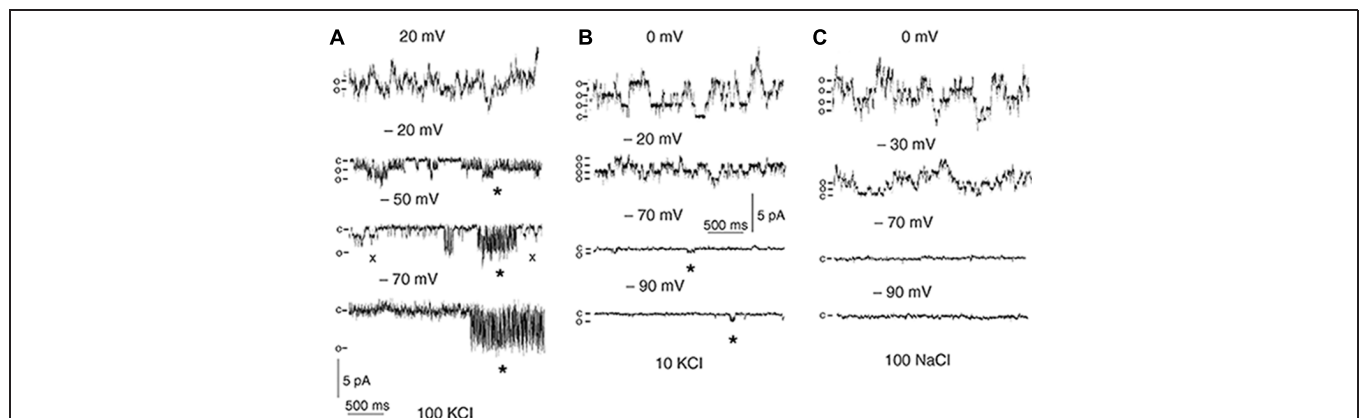 A
20 mV
o
o
– 20 mV
c
o
o
*
– 50 mV
c
o
x
*
x
– 70 mV
c
o
*
5 pA
500 ms
100 KCl
B
0 mV
o
o
o
c
– 20 mV
o
o
o
– 70 mV
500 ms
5 pA
c
o
*
– 90 mV
c
o
*
10 KCl
C
0 mV
o
o
o
c
– 30 mV
o
o
c
– 70 mV
c
– 90 mV
c
100 NaCl